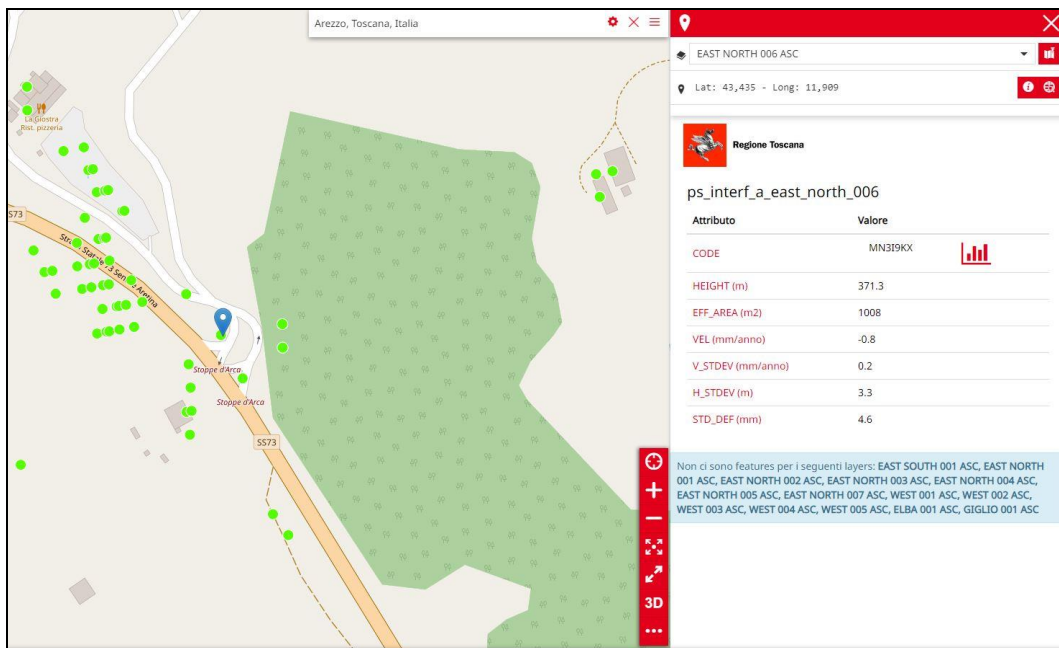 Arezzo, Toscana, Italia
EAST NORTH 006 ASC
Lat: 43,435 - Long: 11,909
Regione Toscana
ps_interf_a_east_north_006
Attributo Valore
CODE MN3I9KX
HEIGHT (m) 371.3
EFF_AREA (m2) 1008
VEL (mm/anno) -0.8
V_STDEV (mm/anno) 0.2
H_STDEV (m) 3.3
STD_DEF (mm) 4.6
Non ci sono features per i seguenti layers: EAST SOUTH 001 ASC, EAST NORTH
001 ASC, EAST NORTH 002 ASC, EAST NORTH 003 ASC, EAST NORTH 004 ASC,
EAST NORTH 005 ASC, EAST NORTH 007 ASC, WEST 001 ASC, WEST 002 ASC,
WEST 003 ASC, WEST 004 ASC, WEST 005 ASC, ELBA 001 ASC, GIGLIO 001 ASC
La Giostra
Rist. pizzeria
SS73
Stoppe d'Arca
Stoppe d'Arca
SS73
3D